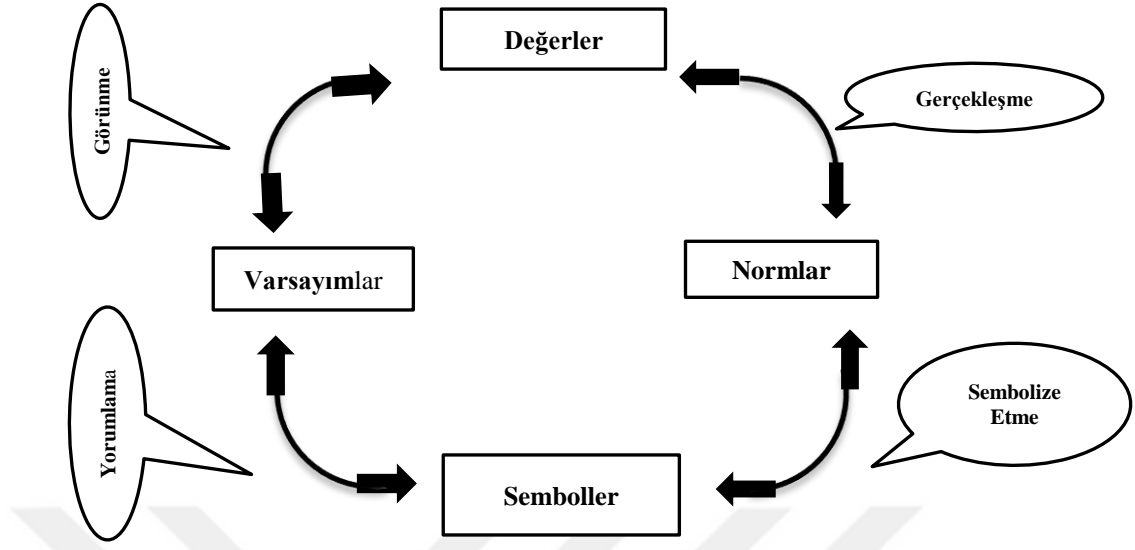 Değerler
Görünme
Gerçekleşme
Varsayımlar
Normlar
Yorumlama
Sembolize
Etme
Semboller